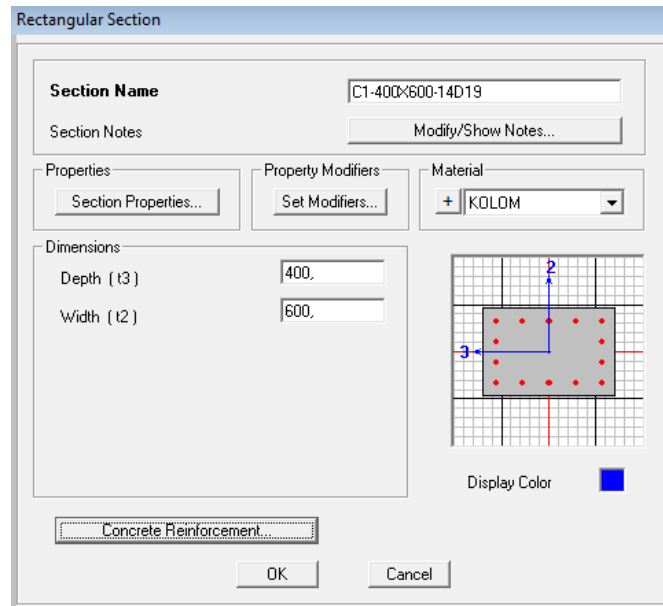 Rectangular Section
Section Name
C1-400X600-14D19
Section Notes
Modify/Show Notes...
Properties
Section Properties...
Property Modifiers
Set Modifiers...
Material
+
KOLOM
Dimensions
Depth ( t3 )
400,
Width ( t2 )
600,
2
3
Display Color
Concrete Reinforcement...
OK
Cancel